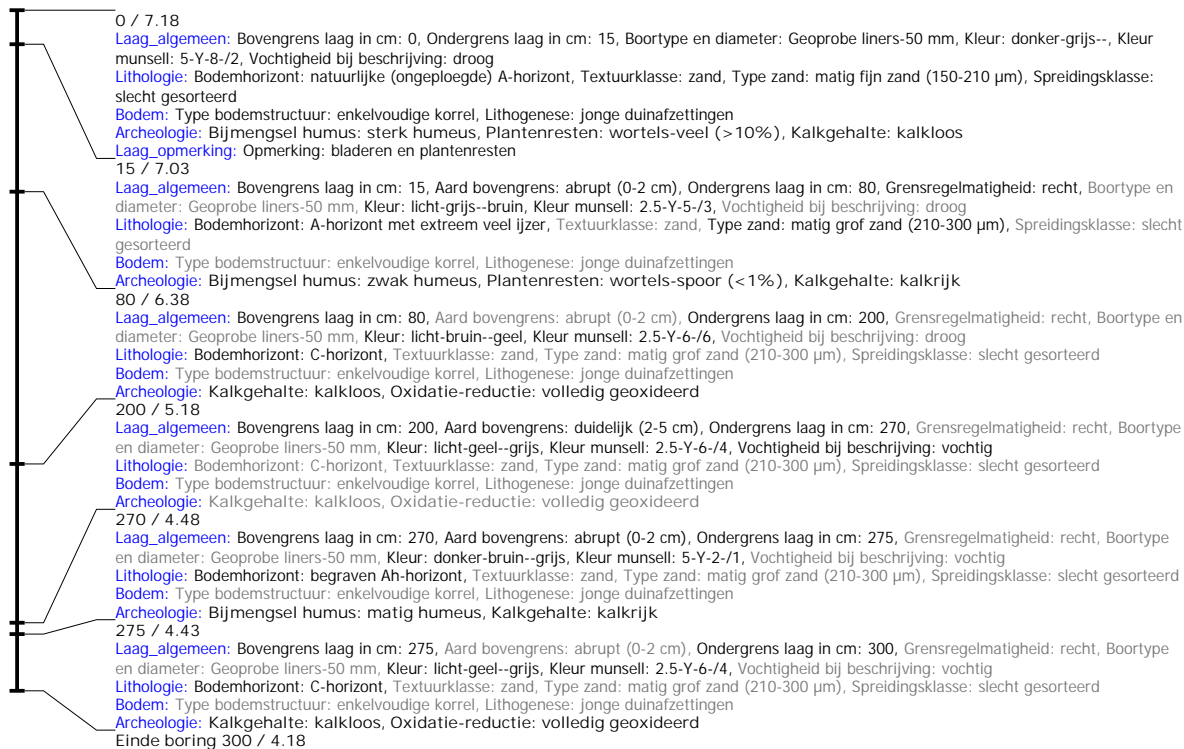 0 / 7.18
Laag_algemeen: Bovengrens laag in cm: 0, Ondergrens laag in cm: 15, Boortype en diameter: Geoprobe liners-50 mm, Kleur: donker-grijs--, Kleur
munsell: 5-Y-8-/2, Vochtigheid bij beschrijving: droog
Lithologie: Bodemhorizont: natuurlijke (ongeploegde) A-horizont, Textuurklasse: zand, Type zand: matig fijn zand (150-210 µm), Spreidingsklasse:
slecht gesorteerd
Bodem: Type bodemstructuur: enkelvoudige korrel, Lithogenese: jonge duinafzettingen
Archeologie: Bijmengsel humus: sterk humeus, Plantenresten: wortels-veel (>10%), Kalkgehalte: kalkloos
Laag_opmerking: Opmerking: bladeren en plantenresten
15 / 7.03
Laag_algemeen: Bovengrens laag in cm: 15, Aard bovengrens: abrupt (0-2 cm), Ondergrens laag in cm: 80, Grensregelmatigheid: recht, Boortype en
diameter: Geoprobe liners-50 mm, Kleur: licht-grijs--bruin, Kleur munsell: 2.5-Y-5-/3, Vochtigheid bij beschrijving: droog
Lithologie: Bodemhorizont: A-horizont met extreem veel ijzer, Textuurklasse: zand, Type zand: matig grof zand (210-300 µm), Spreidingsklasse: slecht
gesorteerd
Bodem: Type bodemstructuur: enkelvoudige korrel, Lithogenese: jonge duinafzettingen
Archeologie: Bijmengsel humus: zwak humeus, Plantenresten: wortels-spoor (<1%), Kalkgehalte: kalkrijk
80 / 6.38
Laag_algemeen: Bovengrens laag in cm: 80, Aard bovengrens: abrupt (0-2 cm), Ondergrens laag in cm: 200, Grensregelmatigheid: recht, Boortype en
diameter: Geoprobe liners-50 mm, Kleur: licht-bruin--geel, Kleur munsell: 2.5-Y-6-/6, Vochtigheid bij beschrijving: droog
Lithologie: Bodemhorizont: C-horizont, Textuurklasse: zand, Type zand: matig grof zand (210-300 µm), Spreidingsklasse: slecht gesorteerd
Bodem: Type bodemstructuur: enkelvoudige korrel, Lithogenese: jonge duinafzettingen
Archeologie: Kalkgehalte: kalkloos, Oxidatie-reductie: volledig geoxideerd
200 / 5.18
Laag_algemeen: Bovengrens laag in cm: 200, Aard bovengrens: duidelijk (2-5 cm), Ondergrens laag in cm: 270, Grensregelmatigheid: recht, Boortype
en diameter: Geoprobe liners-50 mm, Kleur: licht-geel--grijs, Kleur munsell: 2.5-Y-6-/4, Vochtigheid bij beschrijving: vochtig
Lithologie: Bodemhorizont: C-horizont, Textuurklasse: zand, Type zand: matig grof zand (210-300 µm), Spreidingsklasse: slecht gesorteerd
Bodem: Type bodemstructuur: enkelvoudige korrel, Lithogenese: jonge duinafzettingen
Archeologie: Kalkgehalte: kalkloos, Oxidatie-reductie: volledig geoxideerd
270 / 4.48
Laag_algemeen: Bovengrens laag in cm: 270, Aard bovengrens: abrupt (0-2 cm), Ondergrens laag in cm: 275, Grensregelmatigheid: recht, Boortype
en diameter: Geoprobe liners-50 mm, Kleur: donker-bruin--grijs, Kleur munsell: 5-Y-2-/1, Vochtigheid bij beschrijving: vochtig
Lithologie: Bodemhorizont: begraven Ah-horizont, Textuurklasse: zand, Type zand: matig grof zand (210-300 µm), Spreidingsklasse: slecht gesorteerd
Bodem: Type bodemstructuur: enkelvoudige korrel, Lithogenese: jonge duinafzettingen
Archeologie: Bijmengsel humus: matig humeus, Kalkgehalte: kalkrijk
275 / 4.43
Laag_algemeen: Bovengrens laag in cm: 275, Aard bovengrens: abrupt (0-2 cm), Ondergrens laag in cm: 300, Grensregelmatigheid: recht, Boortype
en diameter: Geoprobe liners-50 mm, Kleur: licht-geel--grijs, Kleur munsell: 2.5-Y-6-/4, Vochtigheid bij beschrijving: vochtig
Lithologie: Bodemhorizont: C-horizont, Textuurklasse: zand, Type zand: matig grof zand (210-300 µm), Spreidingsklasse: slecht gesorteerd
Bodem: Type bodemstructuur: enkelvoudige korrel, Lithogenese: jonge duinafzettingen
Archeologie: Kalkgehalte: kalkloos, Oxidatie-reductie: volledig geoxideerd
Einde boring 300 / 4.18